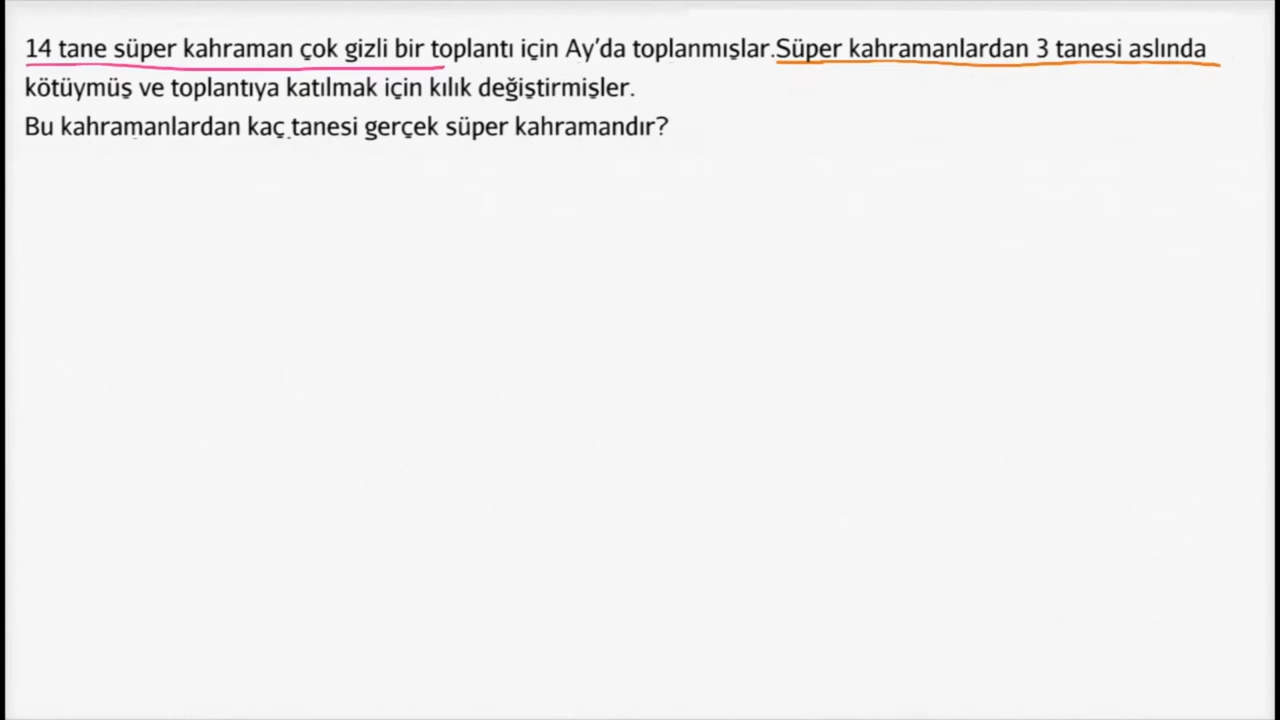 14 tane süper kahraman çok gizli bir toplantı için Ay’da toplanmışlar.Süper kahramanlardan 3 tanesi aslında
kötüymüş ve toplantıya katılmak için kılık değiştirmişler.
Bu kahramanlardan kaç tanesi gerçek süper kahramandır?